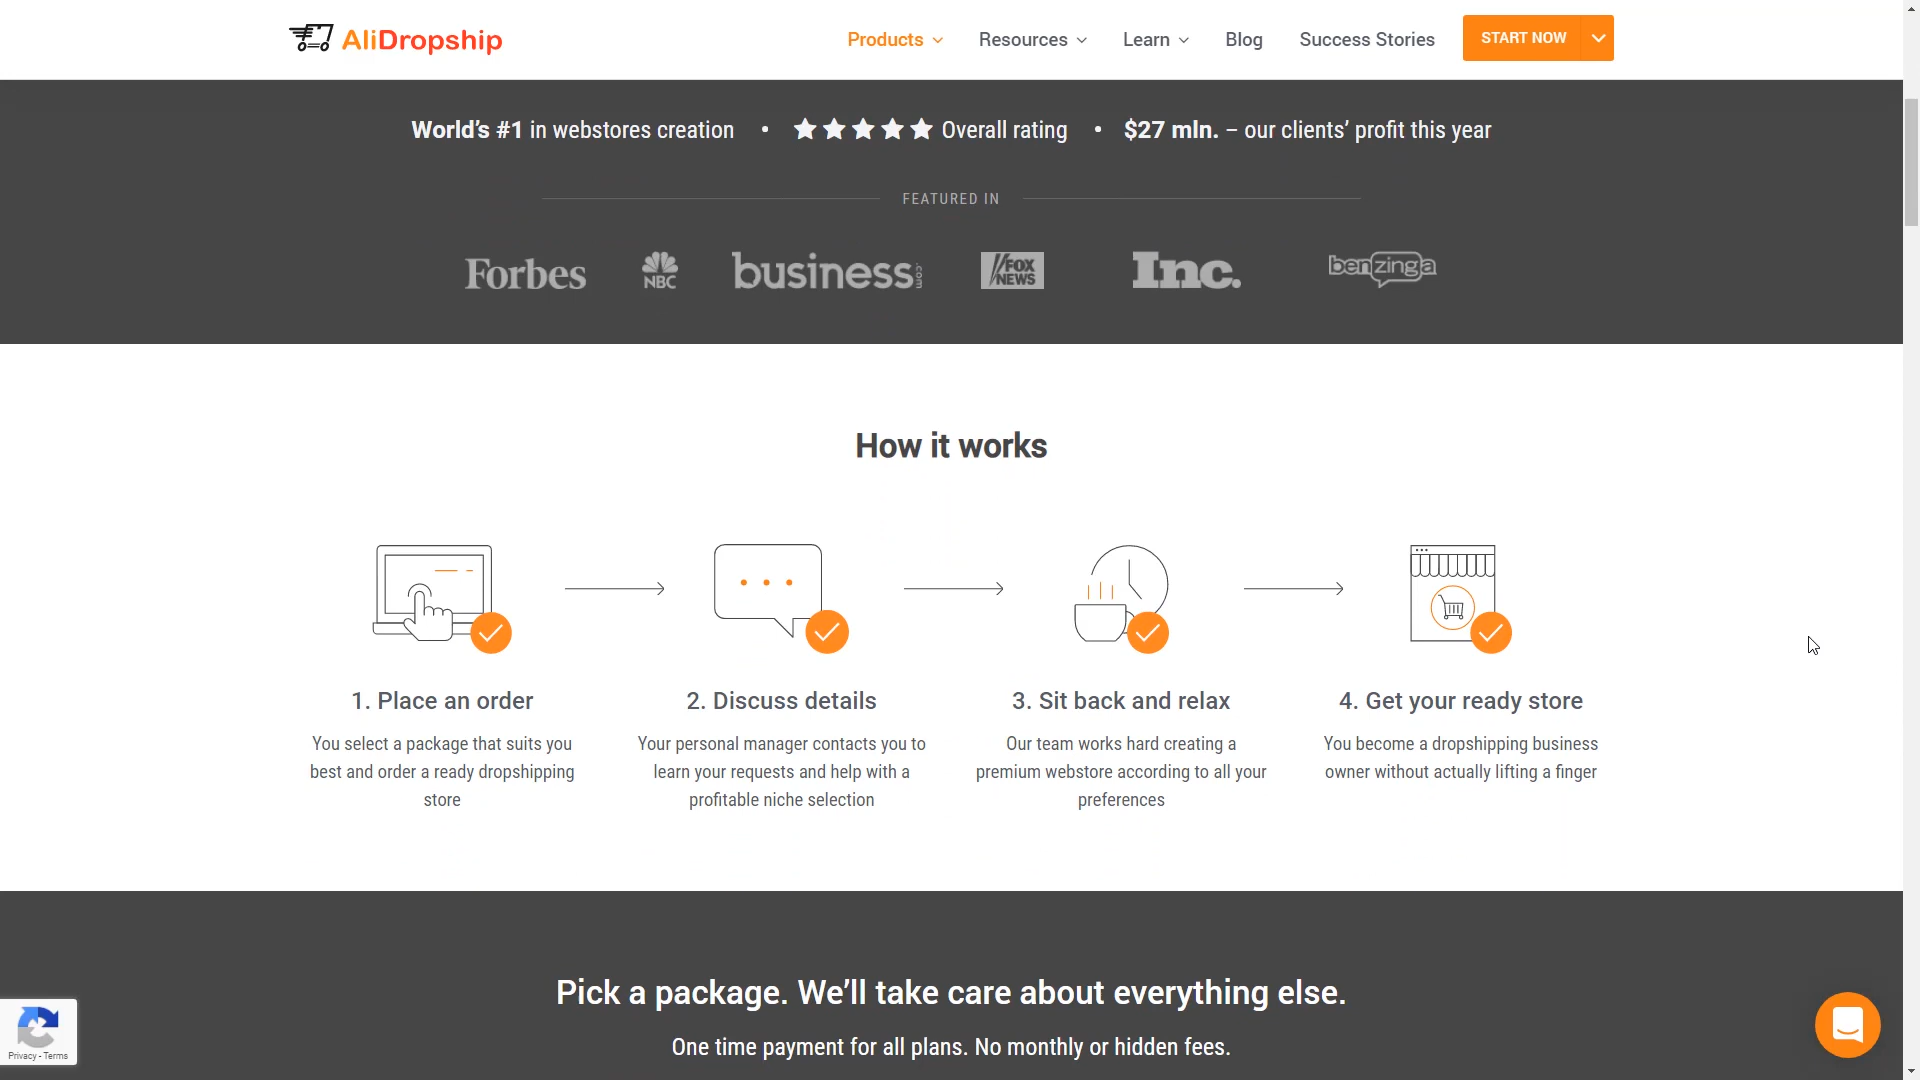 AliDropship
Products
Resources
Learn
Blog
Success Stories
START NOW
World's #1 in webstores creation • Overall rating • $27 mln. – our clients' profit this year
FEATURED IN
Forbes
NBC
business.com
FOX NEWS
Inc.
benzinga
How it works
1. Place an order
You select a package that suits you
best and order a ready dropshipping
store
2. Discuss details
Your personal manager contacts you to
learn your requests and help with a
profitable niche selection
3. Sit back and relax
Our team works hard creating a
premium webstore according to all your
preferences
4. Get your ready store
You become a dropshipping business
owner without actually lifting a finger
Pick a package. We'll take care about everything else.
One time payment for all plans. No monthly or hidden fees.
Privacy - Terms